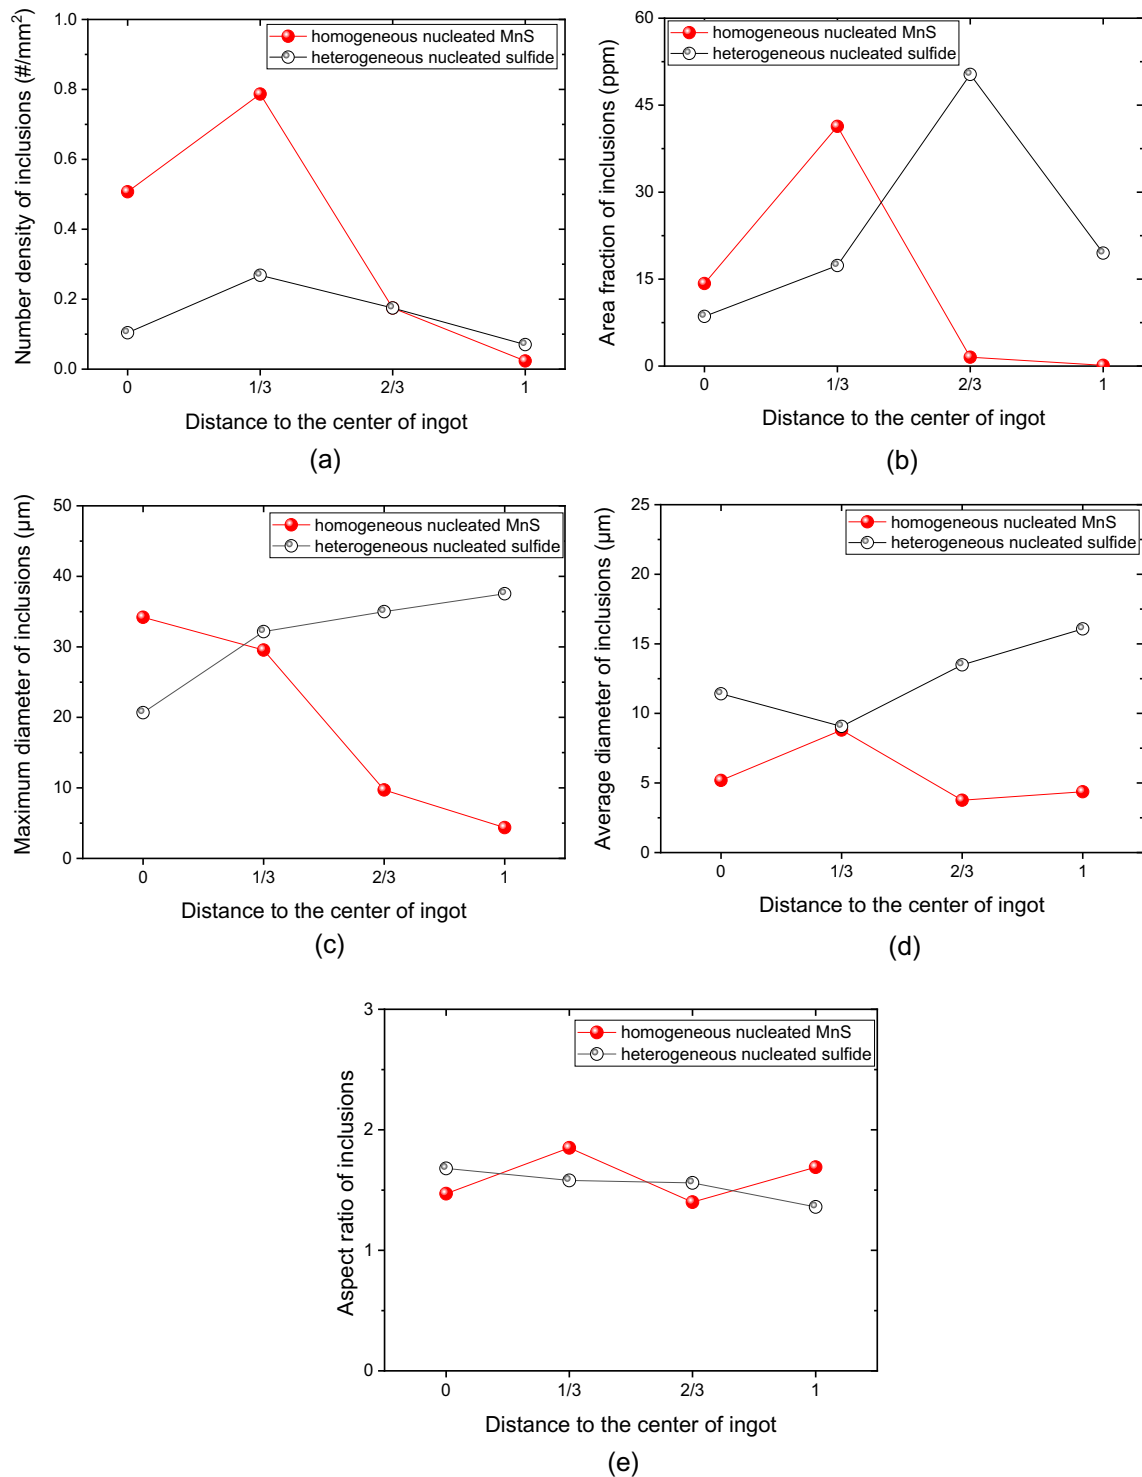 1.0
0.8
0.6
0.4
0.2
0.0
Number density of inclusions (#/mm²)
homogeneous nucleated MnS
heterogeneous nucleated sulfide
0 1/3 2/3 1
Distance to the center of ingot
(a)
60
45
30
15
0
Area fraction of inclusions (ppm)
homogeneous nucleated MnS
heterogeneous nucleated sulfide
0 1/3 2/3 1
Distance to the center of ingot
(b)
50
40
30
20
10
0
Maximum diameter of inclusions (μm)
homogeneous nucleated MnS
heterogeneous nucleated sulfide
0 1/3 2/3 1
Distance to the center of ingot
(c)
25
20
15
10
5
0
Average diameter of inclusions (μm)
homogeneous nucleated MnS
heterogeneous nucleated sulfide
0 1/3 2/3 1
Distance to the center of ingot
(d)
3
2
1
0
Aspect ratio of inclusions
homogeneous nucleated MnS
heterogeneous nucleated sulfide
0 1/3 2/3 1
Distance to the center of ingot
(e)